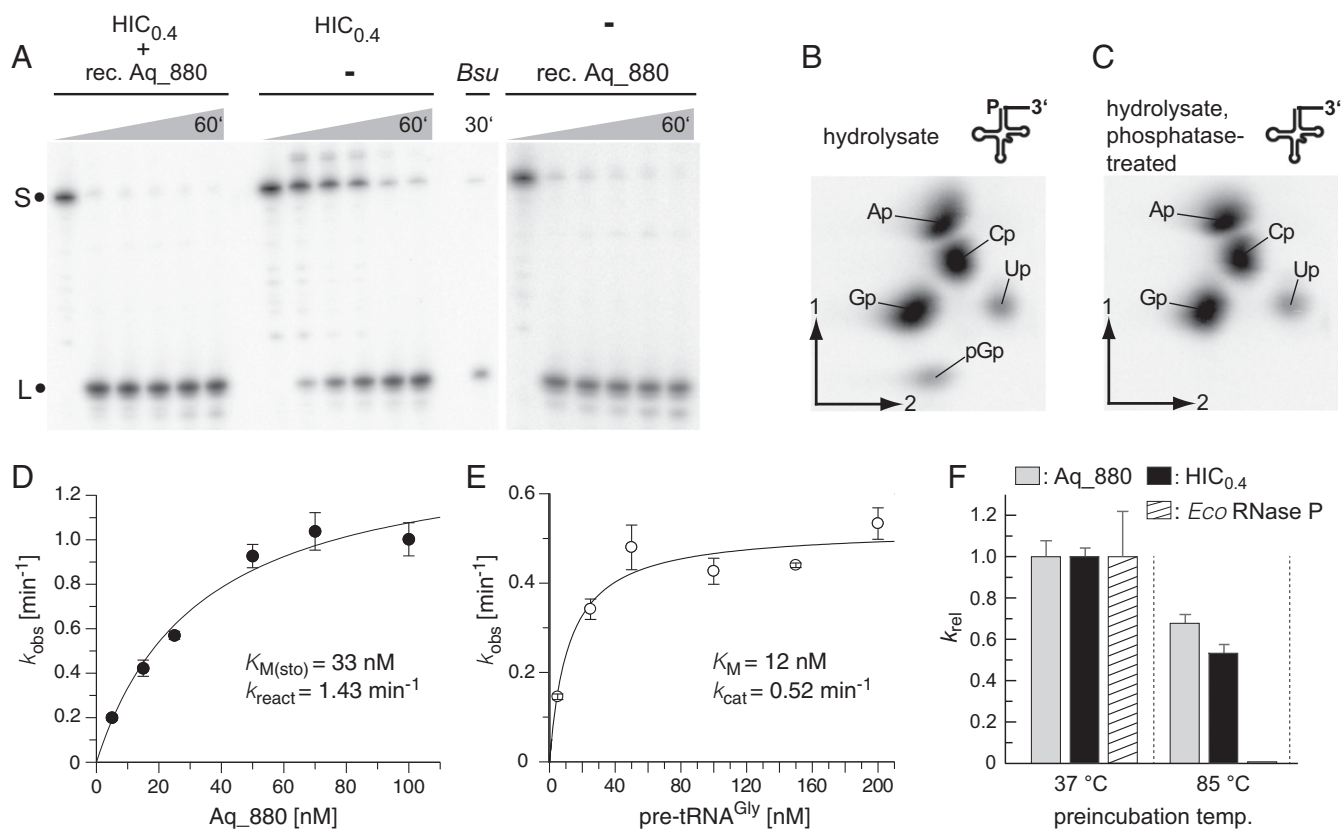 A
HIC0.4
+
rec. Aq_880
HIC0.4
-
Bsu
-
rec. Aq_880
60‘
60‘
30‘
60‘
S
L
B
hydrolysate
P
3‘
Ap
Cp
Up
Gp
pGp
1
2
C
hydrolysate,
phosphatase-
treated
3‘
Ap
Cp
Up
Gp
1
2
D
kobs [min-1]
1.2
1.0
0.8
0.6
0.4
0.2
0
KM(sto) = 33 nM
kreact = 1.43 min-1
0 20 40 60 80 100
Aq_880 [nM]
E
kobs [min-1]
0.6
0.4
0.2
0
KM = 12 nM
kcat = 0.52 min-1
0 50 100 150 200
pre-tRNAGly [nM]
F
: Aq_880
: HIC0.4
: Eco RNase P
krel
1.2
1.0
0.8
0.6
0.4
0.2
0
37 °C 85 °C
preincubation temp.